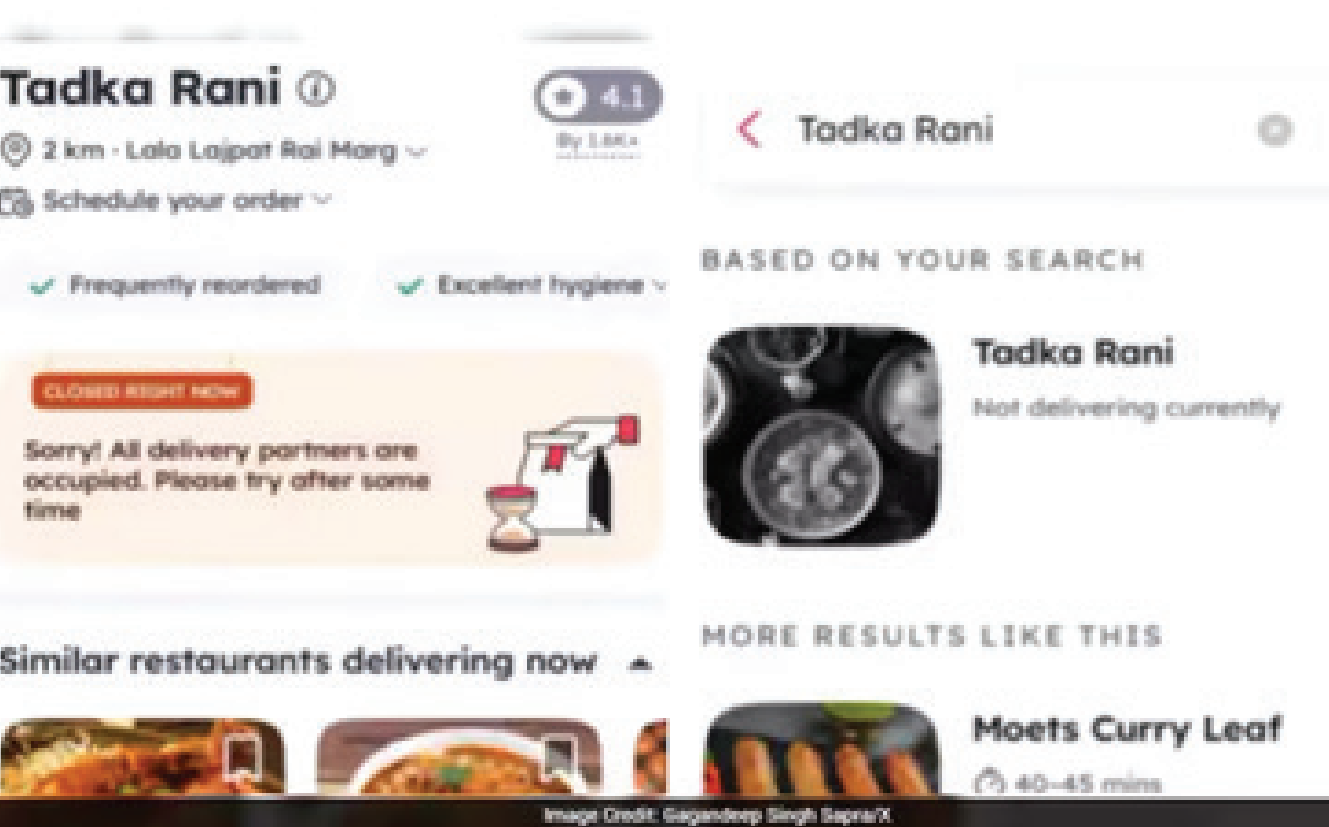 Tadka Rani
4.1
2 km · Lala Lajpat Rai Marg
By 1.6K+
Schedule your order
Frequently reordered
Excellent hygiene
CLOSED RIGHT NOW
Sorry! All delivery partners are
occupied. Please try after some
time
Similar restaurants delivering now
Tadka Rani
BASED ON YOUR SEARCH
Tadka Rani
Not delivering currently
MORE RESULTS LIKE THIS
Moets Curry Leaf
40-45 mins
Image Credit: Gagandeep Singh Sapra/X